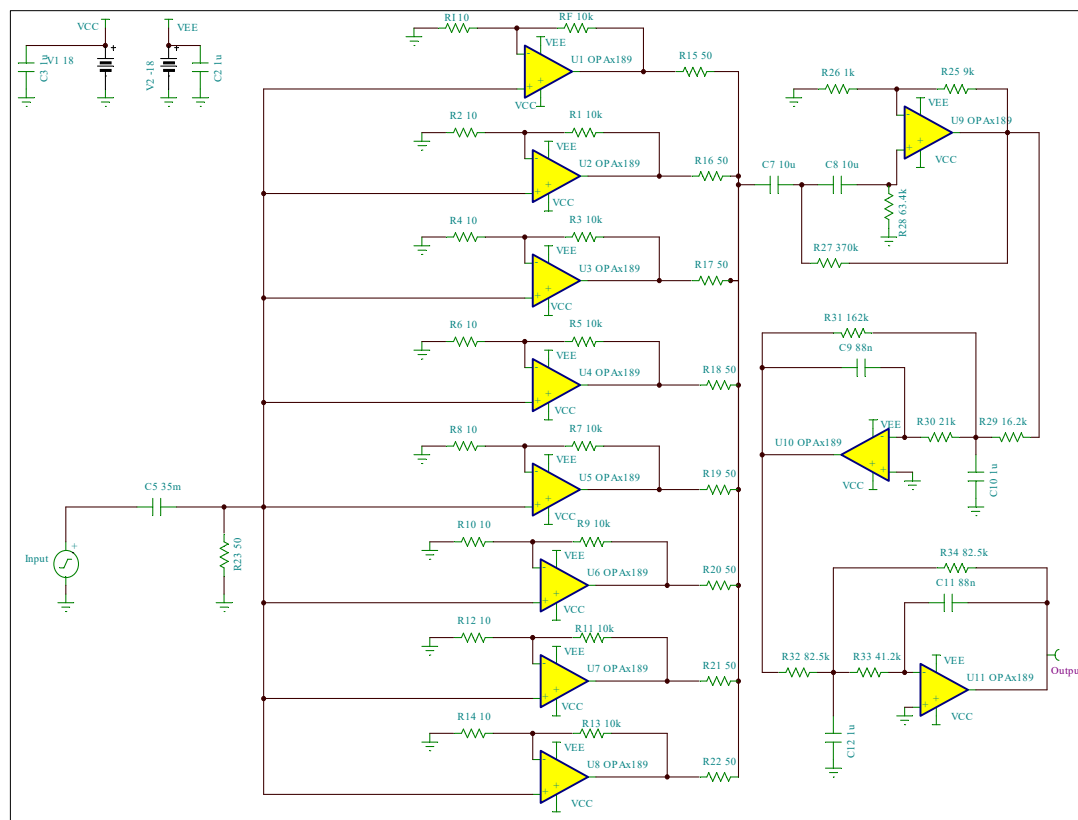 VCC
VEE
V1 18
C3 1u
V2 -18
C2 1u
RI 10
RF 10k
VEE
U1 OPAx189
VCC
R15 50
R2 10
R1 10k
VEE
U2 OPAx189
VCC
R16 50
R4 10
R3 10k
VEE
U3 OPAx189
VCC
R17 50
R6 10
R5 10k
VEE
U4 OPAx189
VCC
R18 50
R8 10
R7 10k
VEE
U5 OPAx189
VCC
R19 50
R10 10
R9 10k
VEE
U6 OPAx189
VCC
R20 50
R12 10
R11 10k
VEE
U7 OPAx189
VCC
R21 50
R14 10
R13 10k
VEE
U8 OPAx189
VCC
R22 50
C5 35m
Input
R23 50
R26 1k
R25 9k
VEE
U9 OPAx189
VCC
C7 10u
C8 10u
R28 63.4k
R27 370k
R31 162k
C9 88n
U10 OPAx189
VEE
VCC
R30 21k
R29 16.2k
C10 1u
R34 82.5k
C11 88n
R32 82.5k
R33 41.2k
VEE
U11 OPAx189
VCC
C12 1u
Outpu